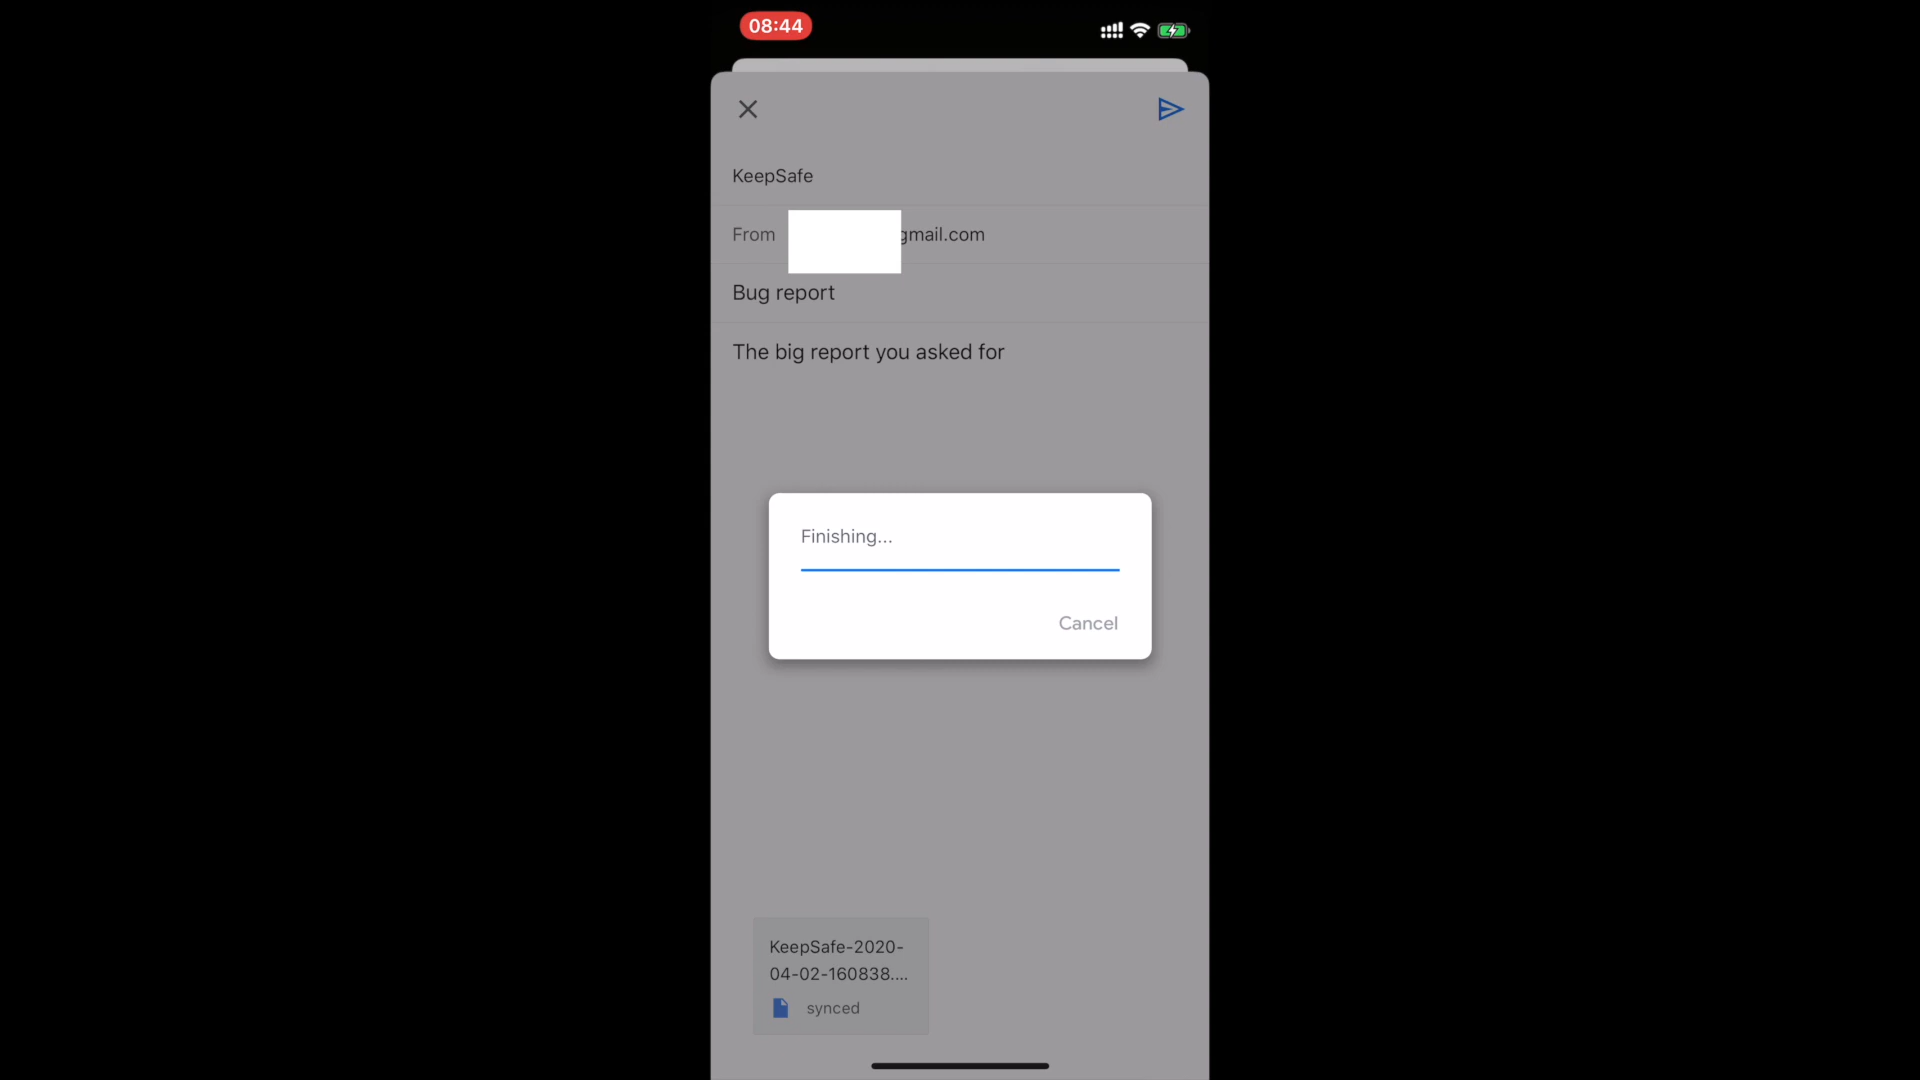 08:44
KeepSafe
From gmail.com
Bug report
The big report you asked for
Finishing...
Cancel
KeepSafe-2020-
04-02-160838....
synced